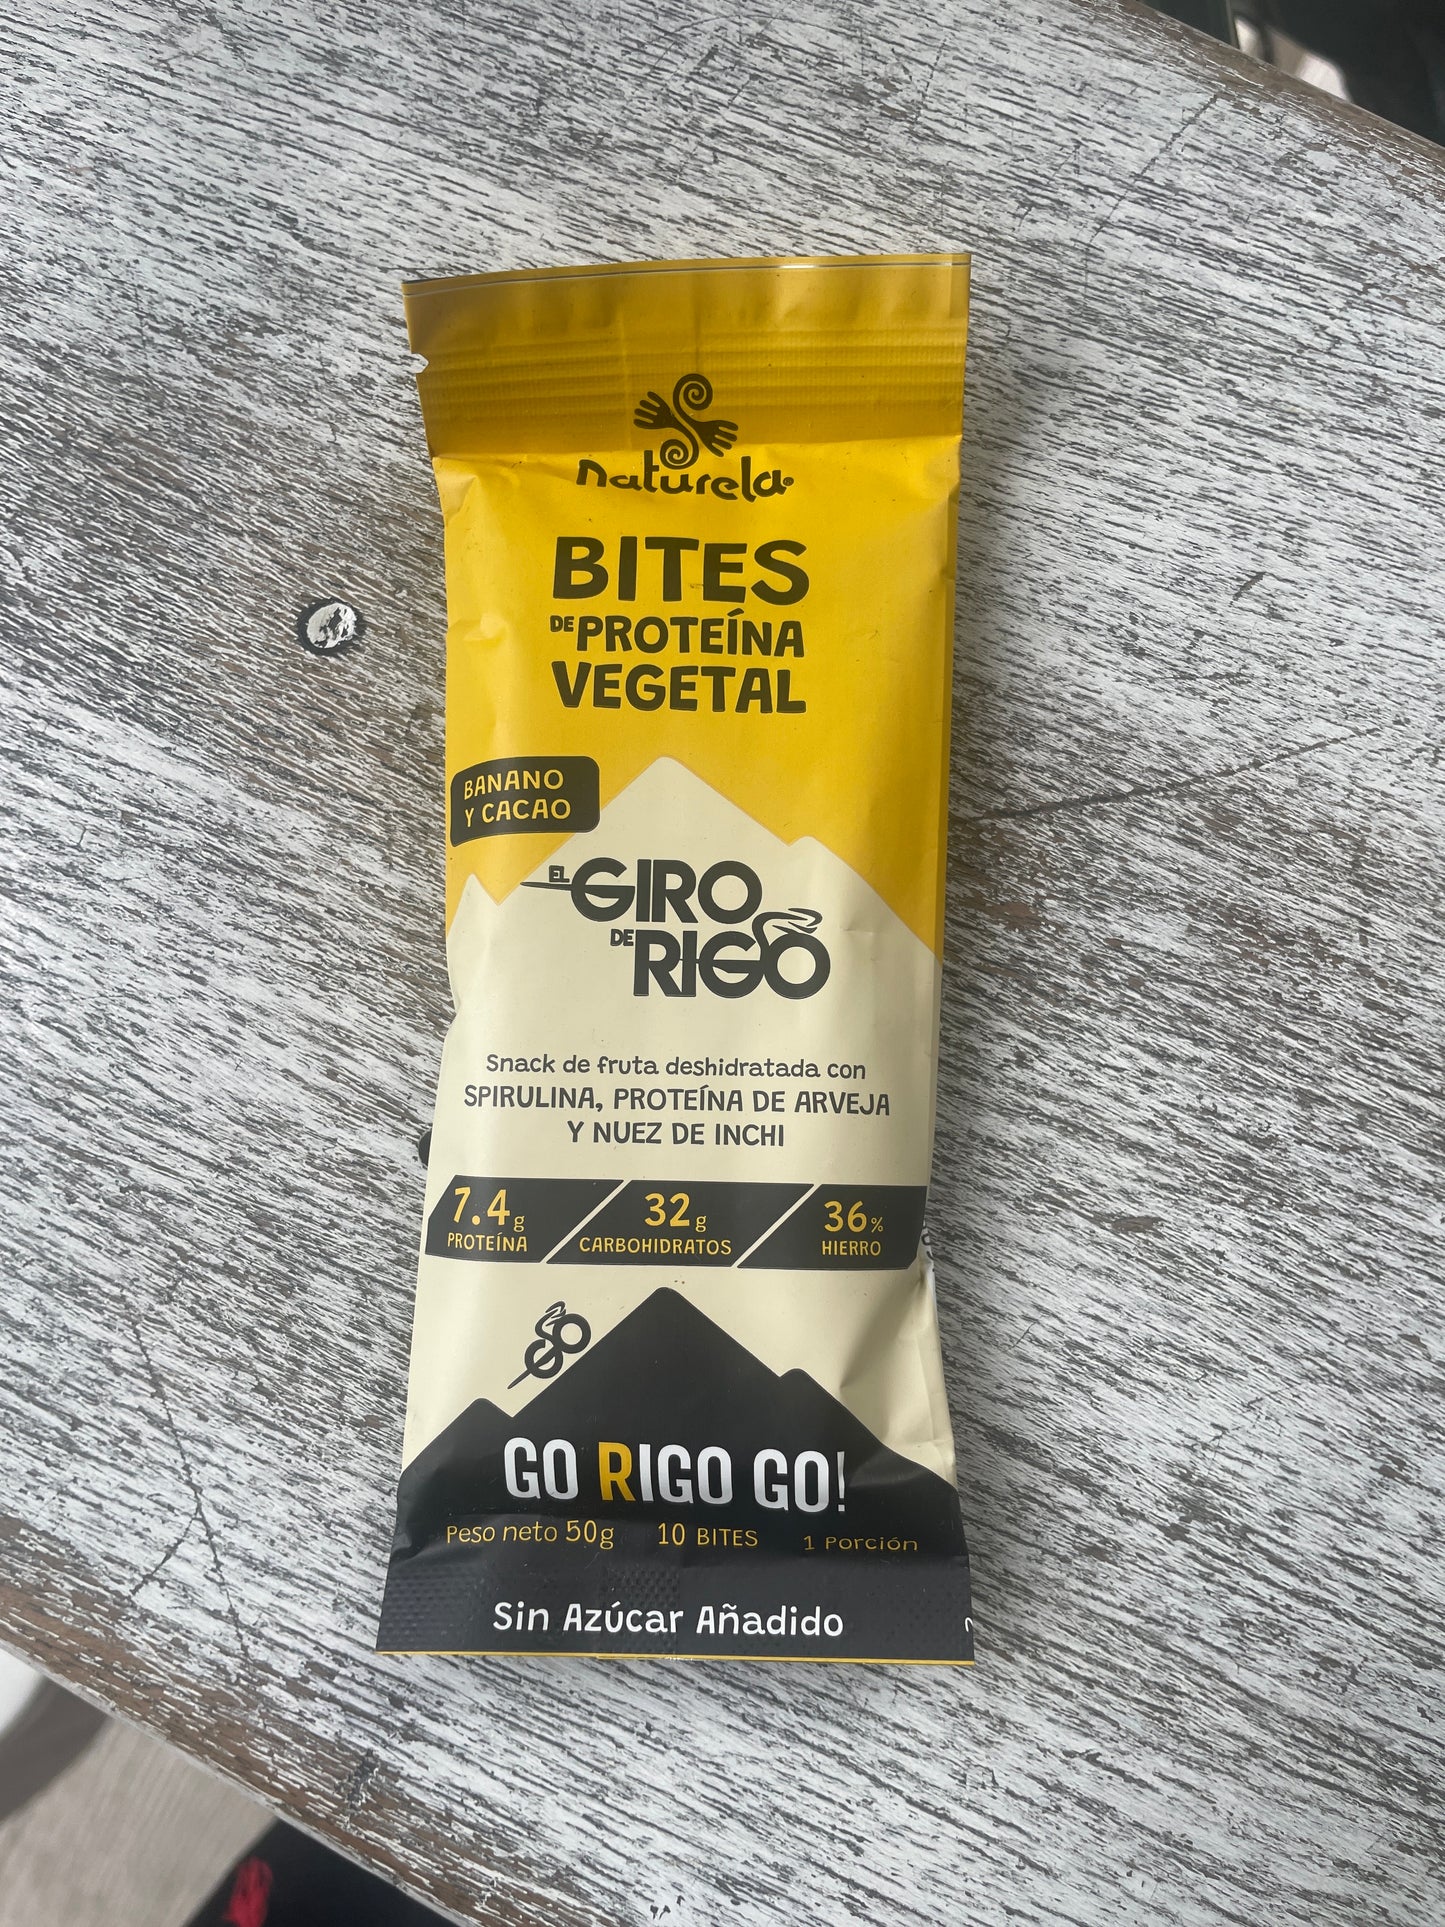 naturela
BITES
DE PROTEÍNA
VEGETAL
BANANO
Y CACAO
EL GIRO
DE RIGO
Snack de fruta deshidratada con
SPIRULINA, PROTEÍNA DE ARVEJA
Y NUEZ DE INCHI
7.4g
PROTEÍNA
32g
CARBOHIDRATOS
36%
HIERRO
GO
GO RIGO GO!
Peso neto 50g 10 BITES 1 Porción
Sin Azúcar Añadido